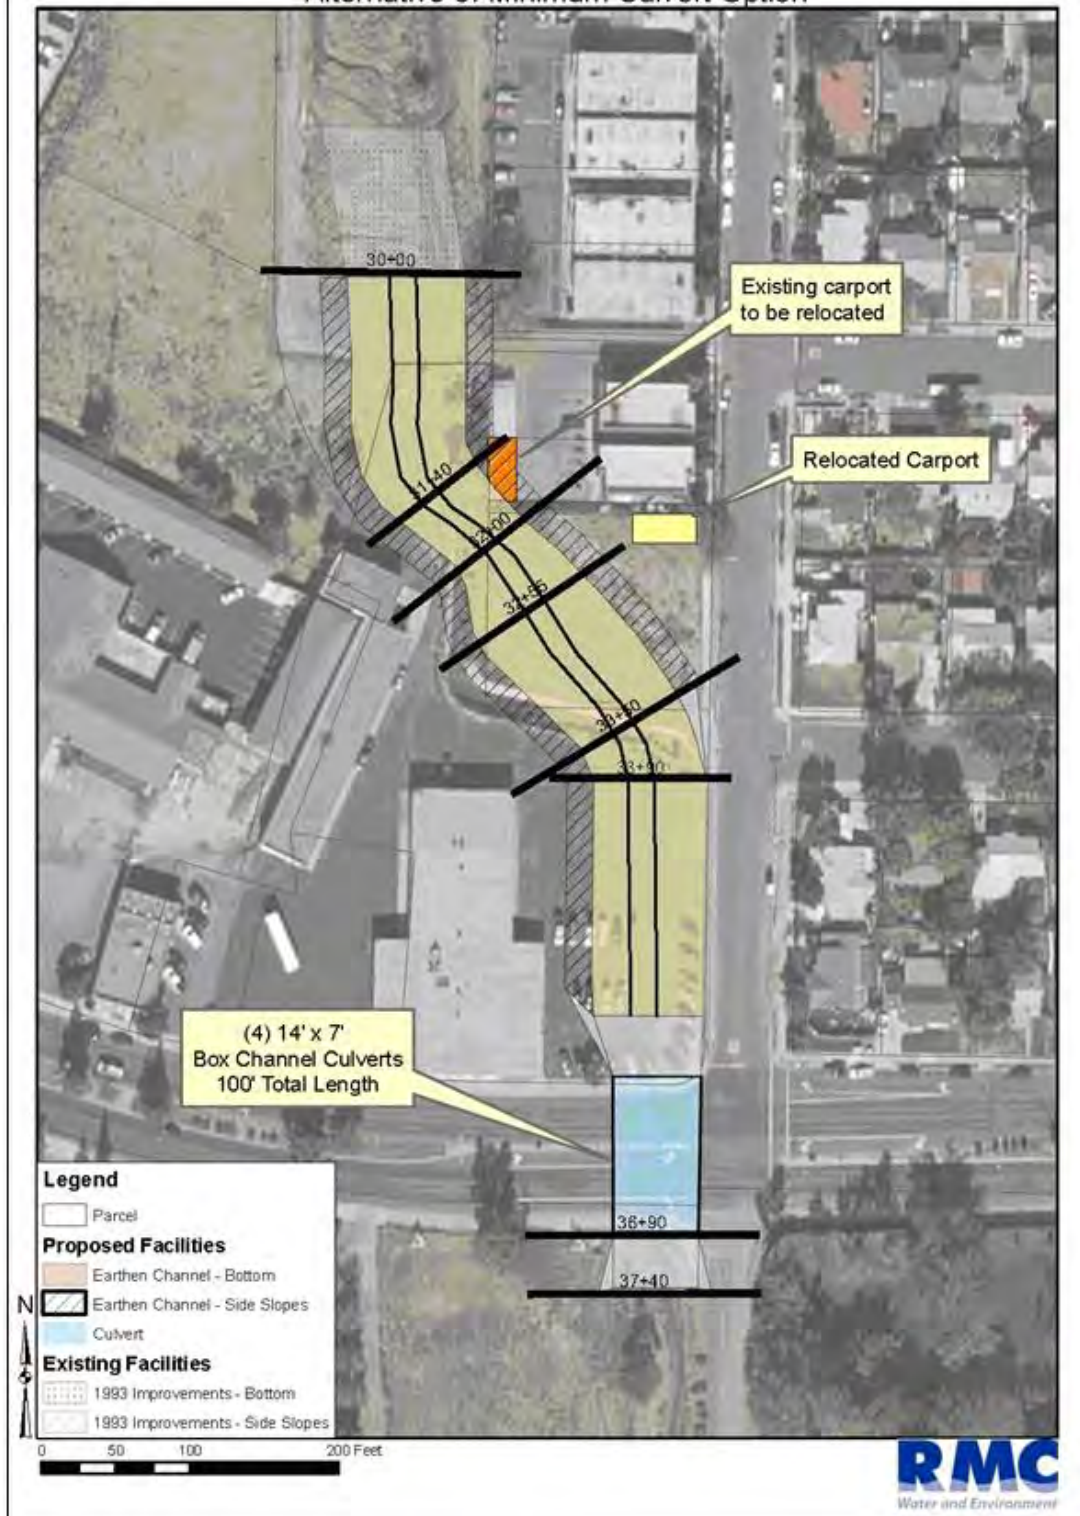 30+00
Existing carport
to be relocated
31+40
Relocated Carport
32+00
32+55
33+50
33+90
(4) 14' x 7'
Box Channel Culverts
100' Total Length
36+90
37+40
Legend
Parcel
Proposed Facilities
Earthen Channel - Bottom
Earthen Channel - Side Slopes
Culvert
Existing Facilities
1993 Improvements - Bottom
1993 Improvements - Side Slopes
N
0 50 100 200 Feet
RMC
Water and Environment